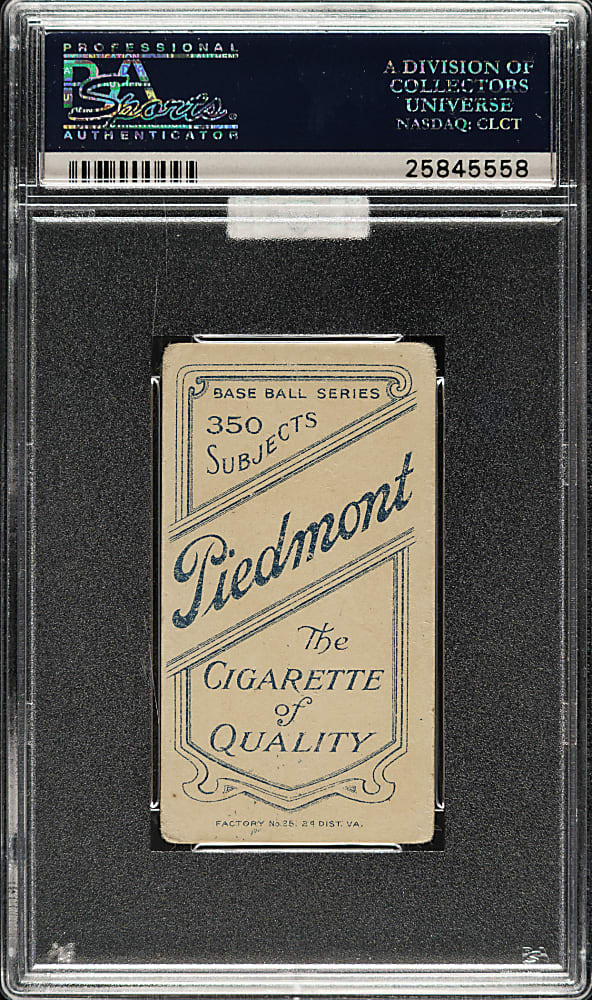 PROFESSIONAL
PSA
Sports
AUTHENTICATOR
A DIVISION OF
COLLECTORS
UNIVERSE
NASDAQ: CLCT
25845558
BASE BALL SERIES
350
SUBJECTS
Piedmont
The
CIGARETTE
of
QUALITY
FACTORY No. 25. 2d DIST. VA.